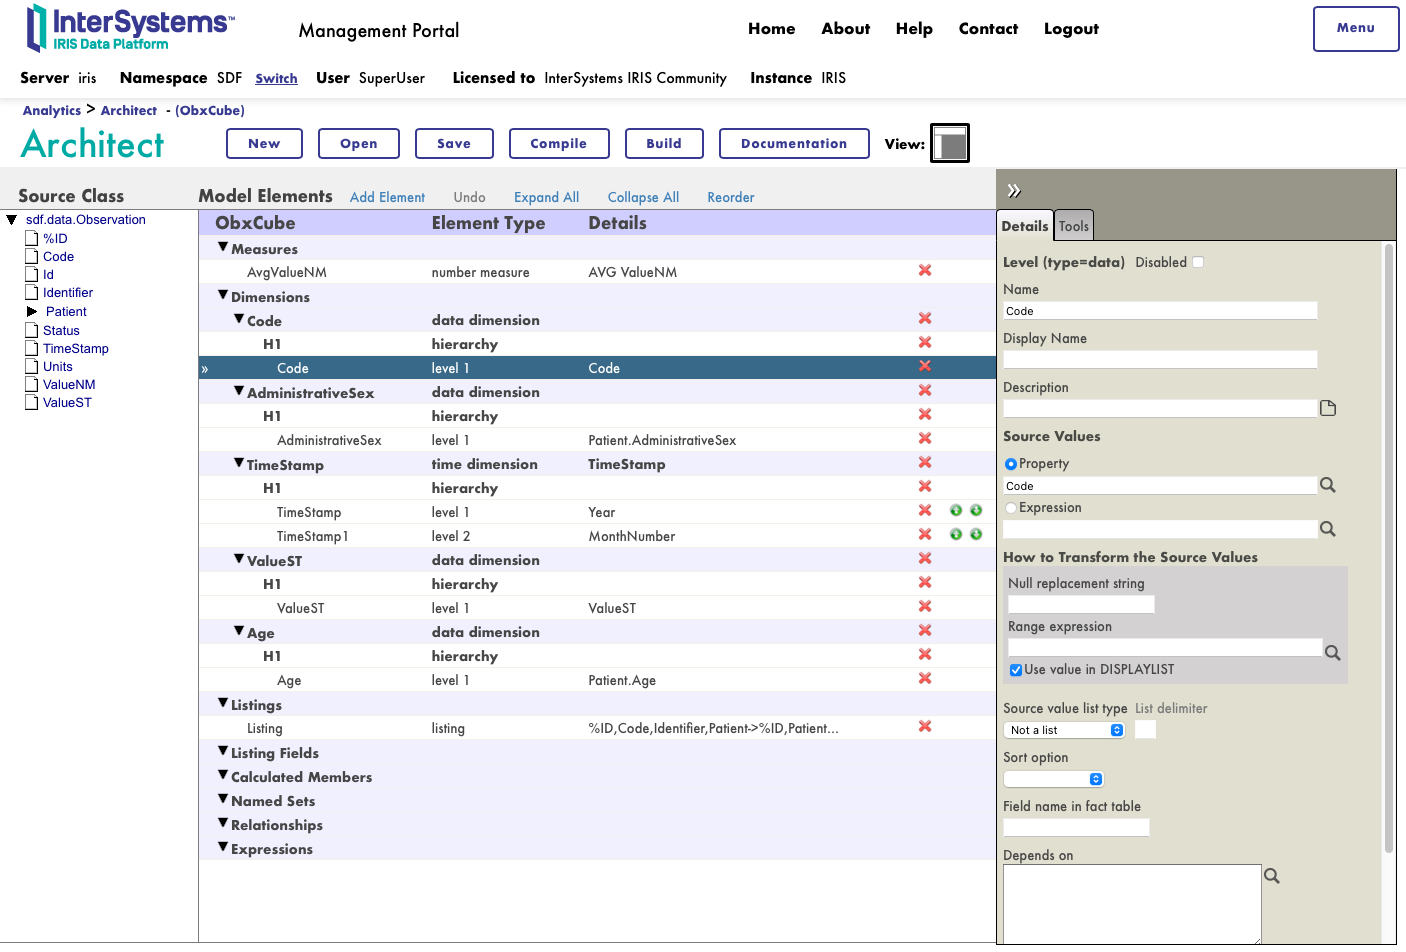 InterSystems™
IRIS Data Platform
Management Portal
Home About Help Contact Logout
Menu
Server iris Namespace SDF Switch User SuperUser Licensed to InterSystems IRIS Community Instance IRIS
Analytics > Architect - (ObxCube)
Architect
New Open Save Compile Build Documentation View:
Source Class
sdf.data.Observation
%ID
Code
Id
Identifier
Patient
Status
TimeStamp
Units
ValueNM
ValueST
Model Elements Add Element Undo Expand All Collapse All Reorder
ObxCube Element Type Details
Measures
AvgValueNM number measure AVG ValueNM
Dimensions
Code data dimension
H1 hierarchy
» Code level 1 Code
AdministrativeSex data dimension
H1 hierarchy
AdministrativeSex level 1 Patient.AdministrativeSex
TimeStamp time dimension TimeStamp
H1 hierarchy
TimeStamp level 1 Year
TimeStamp1 level 2 MonthNumber
ValueST data dimension
H1 hierarchy
ValueST level 1 ValueST
Age data dimension
H1 hierarchy
Age level 1 Patient.Age
Listings
Listing listing %ID,Code,Identifier,Patient->%ID,Patient...
Listing Fields
Calculated Members
Named Sets
Relationships
Expressions
»
Details Tools
Level (type=data) Disabled
Name
Code
Display Name
Description
Source Values
Property
Code
Expression
How to Transform the Source Values
Null replacement string
Range expression
Use value in DISPLAYLIST
Source value list type List delimiter
Not a list
Sort option
Field name in fact table
Depends on